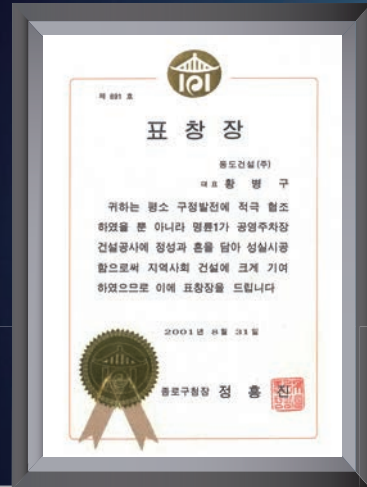 제 891 호
표 창 장
동도건설(주)
대표 황 병 구
귀하는 평소 구정발전에 적극 협조
하였을 뿐 아니라 명륜1가 공영주차장
건설공사에 정성과 혼을 담아 성실시공
함으로써 지역사회 건설에 크게 기여
하였으므로 이에 표창장을 드립니다
2001년 8월 31일
종로구청장 정 흥 진